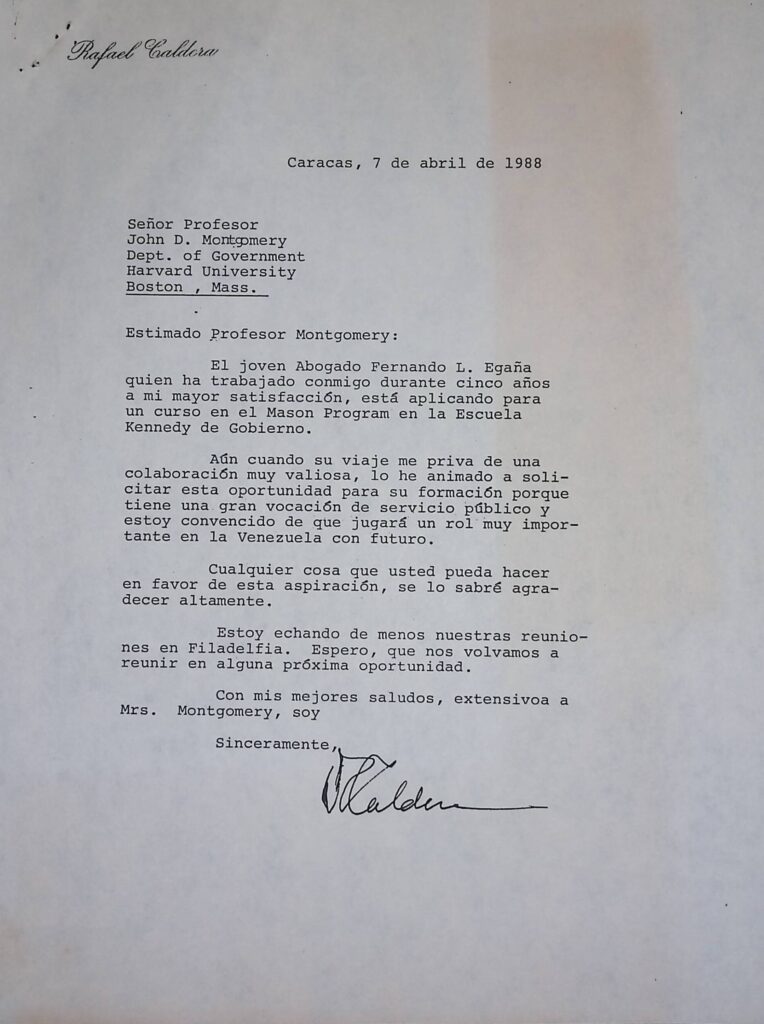 Rafael Caldera
Caracas, 7 de abril de 1988
Señor Profesor
John D. Montgomery
Dept. of Government
Harvard University
Boston , Mass.
Estimado Profesor Montgomery:
El joven Abogado Fernando L. Egaña
quien ha trabajado conmigo durante cinco años
a mi mayor satisfacción, está aplicando para
un curso en el Mason Program en la Escuela
Kennedy de Gobierno.
Aún cuando su viaje me priva de una
colaboración muy valiosa, lo he animado a soli-
citar esta oportunidad para su formación porque
tiene una gran vocación de servicio público y
estoy convencido de que jugará un rol muy impor-
tante en la Venezuela con futuro.
Cualquier cosa que usted pueda hacer
en favor de esta aspiración, se lo sabré agra-
decer altamente.
Estoy echando de menos nuestras reunio-
nes en Filadelfia. Espero, que nos volvamos a
reunir en alguna próxima oportunidad.
Con mis mejores saludos, extensivoa a
Mrs. Montgomery, soy
Sinceramente,
RCaldera